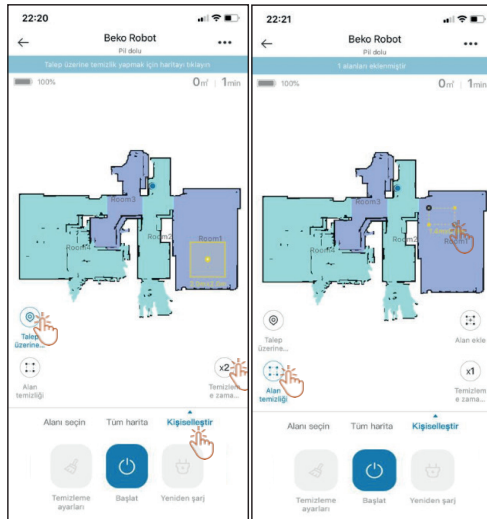 22:20
Beko Robot
Pil dolu
Talep üzerine temizlik yapmak için haritayı tıklayın
100%
0m² 1min
Room3
Room2
Room1
Room4
Talep
üzerine...
Alan
temizliği
x2
Temizlem
e zama...
Alanı seçin
Tüm harita
Kişiselleştir
Temizleme
ayarları
Başlat
Yeniden şarj
22:21
Beko Robot
Pil dolu
1 alanları eklenmiştir
100%
0m² 1min
Room3
Room2
Room1
Room4
Talep
üzerine...
Alan ekle
Alan
temizliği
x1
Temizlem
e zama...
Alanı seçin
Tüm harita
Kişiselleştir
Temizleme
ayarları
Başlat
Yeniden şarj